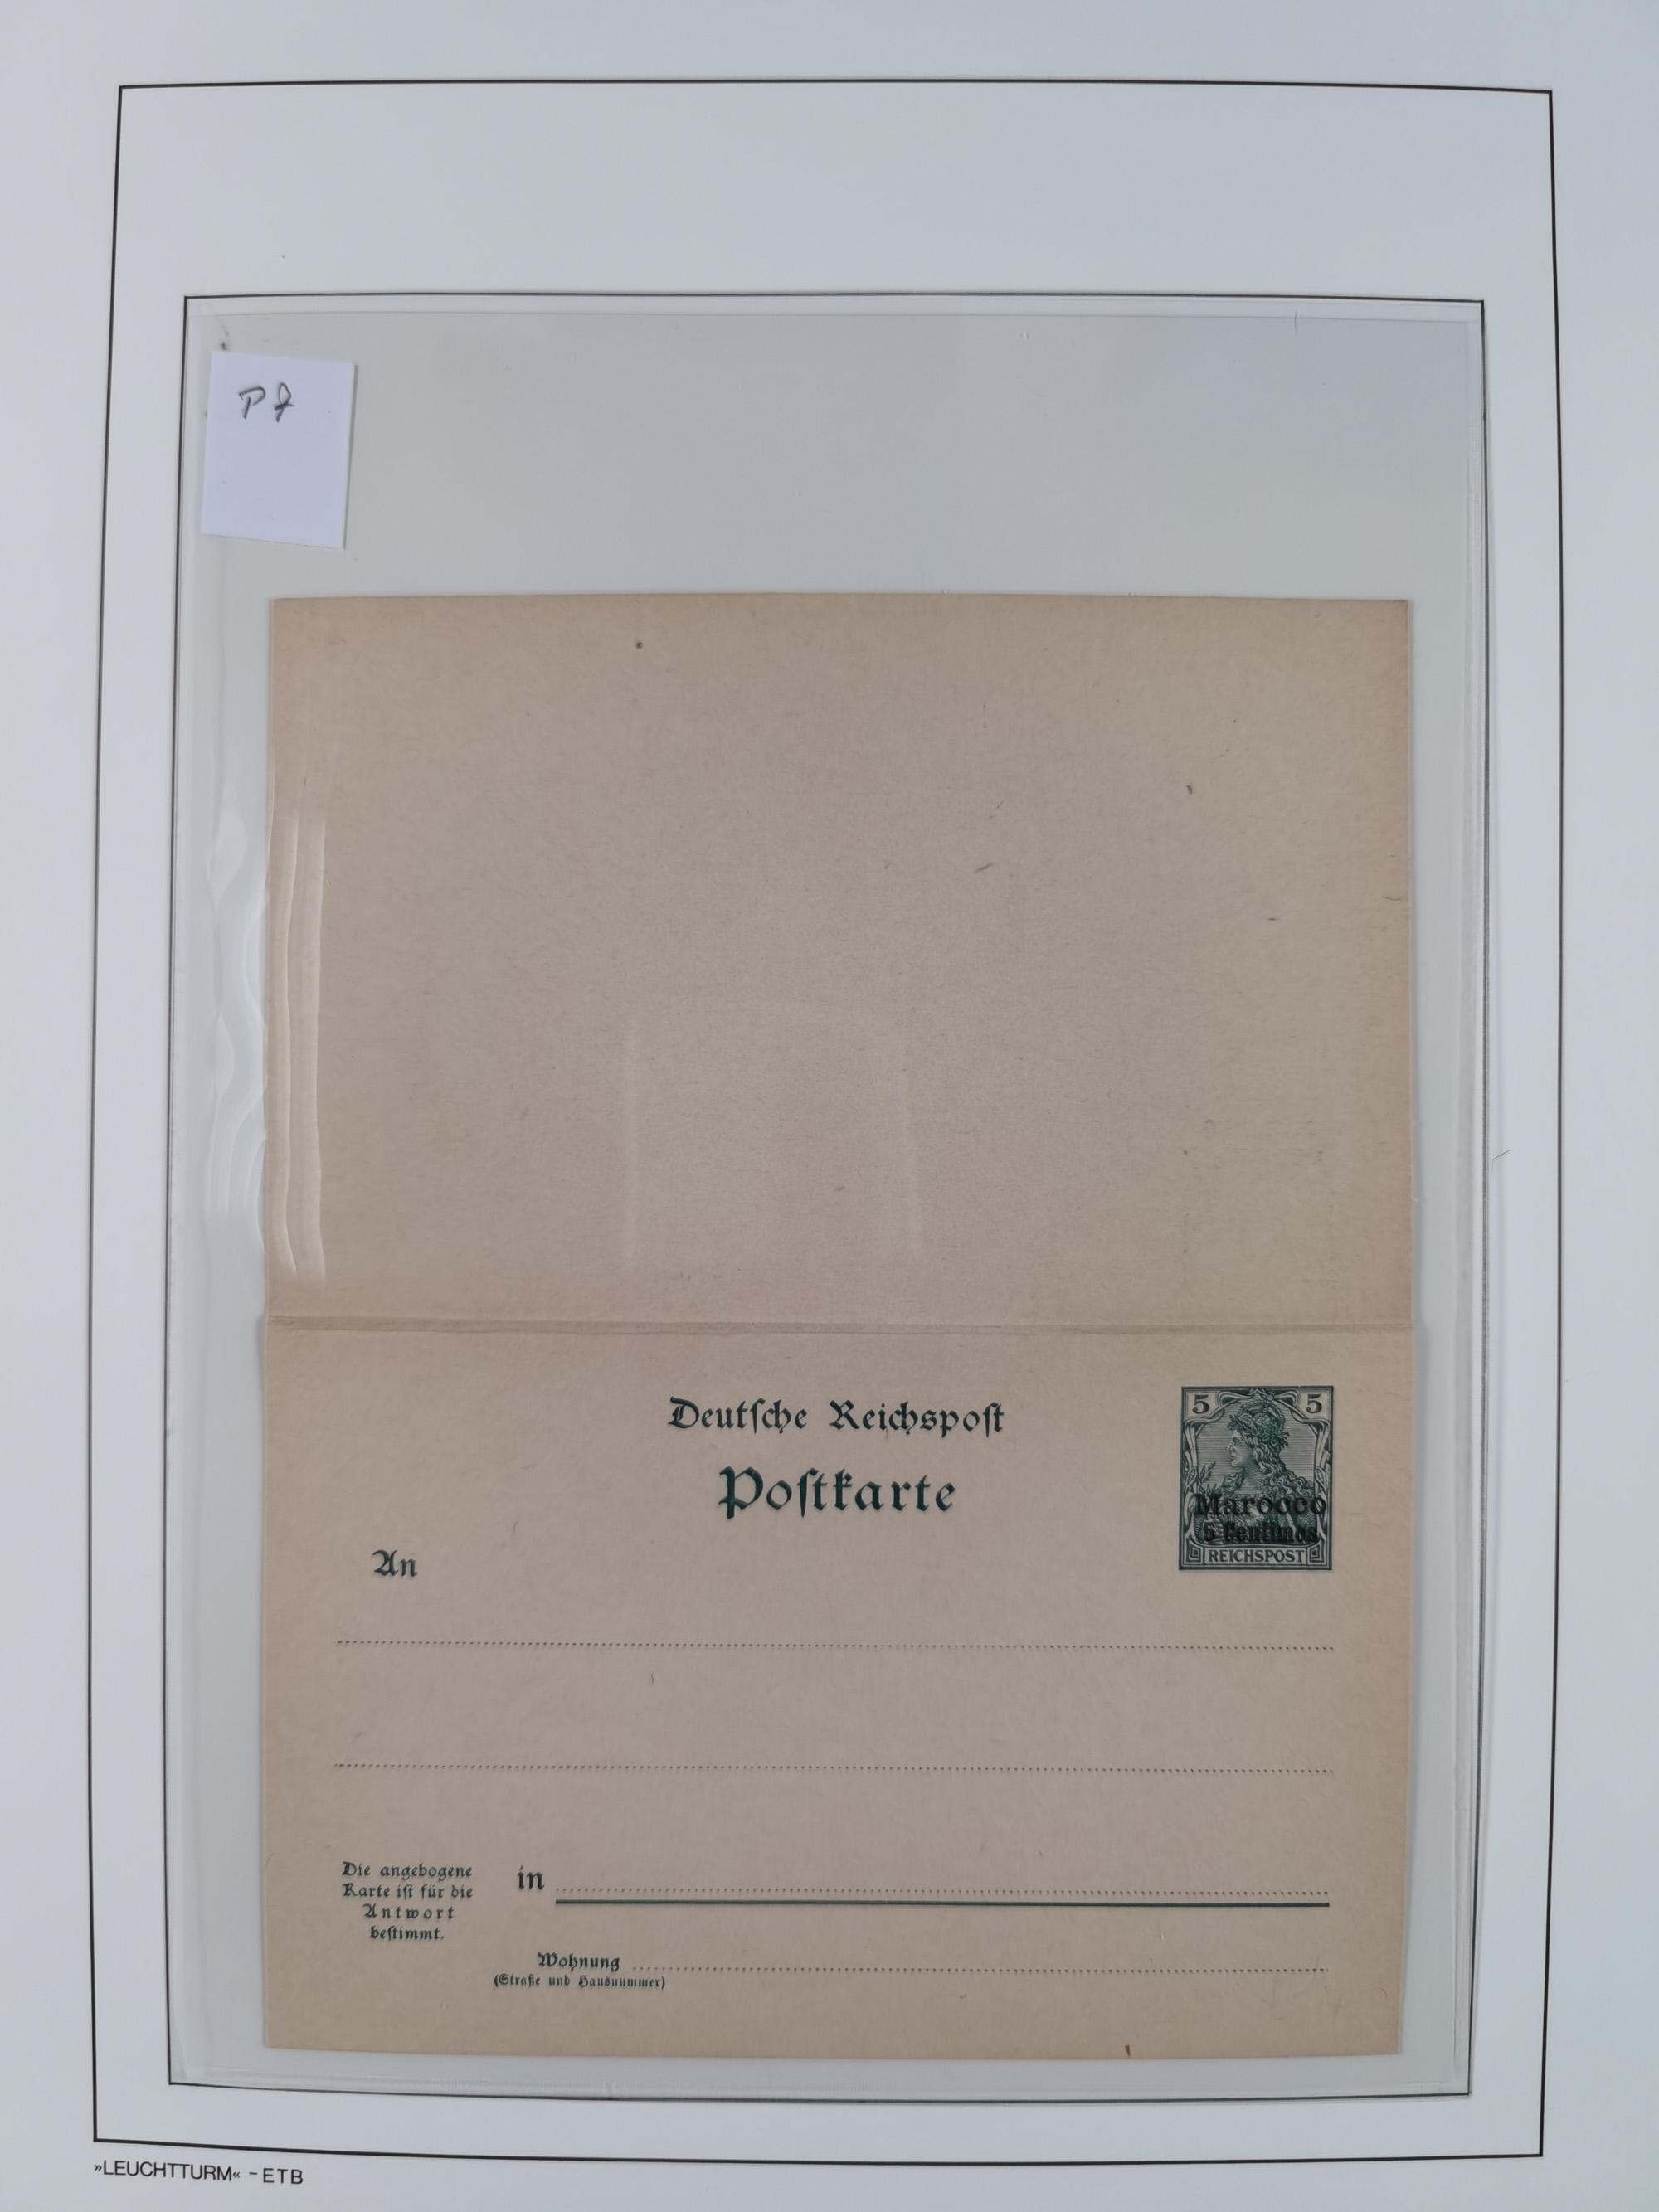 P 7
Deutſche Reichspoſt
Poſtkarte
5 5
Marocco
5 Centimos
REICHSPOST
An
Die angebogene
Karte iſt für die
Antwort
beſtimmt.
in
Wohnung
(Straße und Hausnummer)
»LEUCHTTURM« - ETB